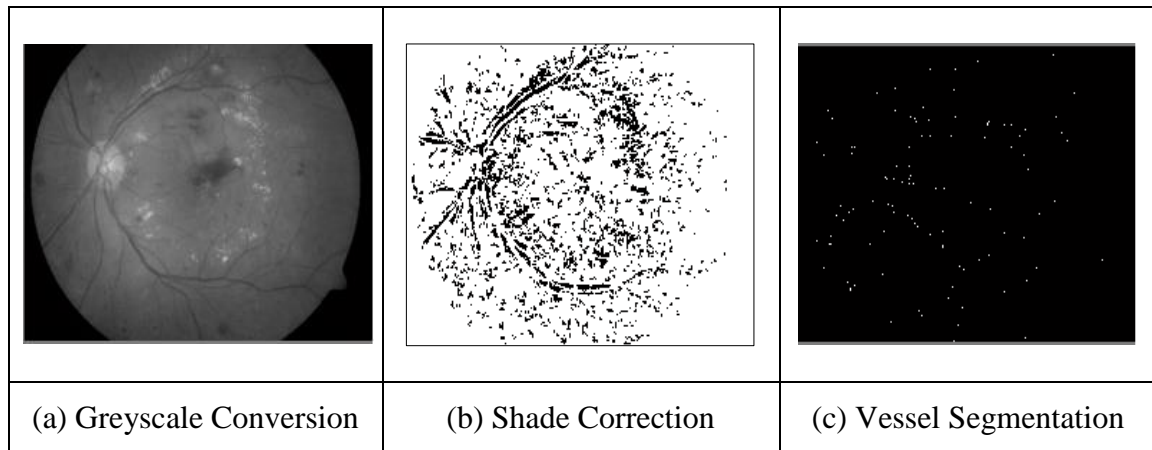 (a) Greyscale Conversion
(b) Shade Correction
(c) Vessel Segmentation